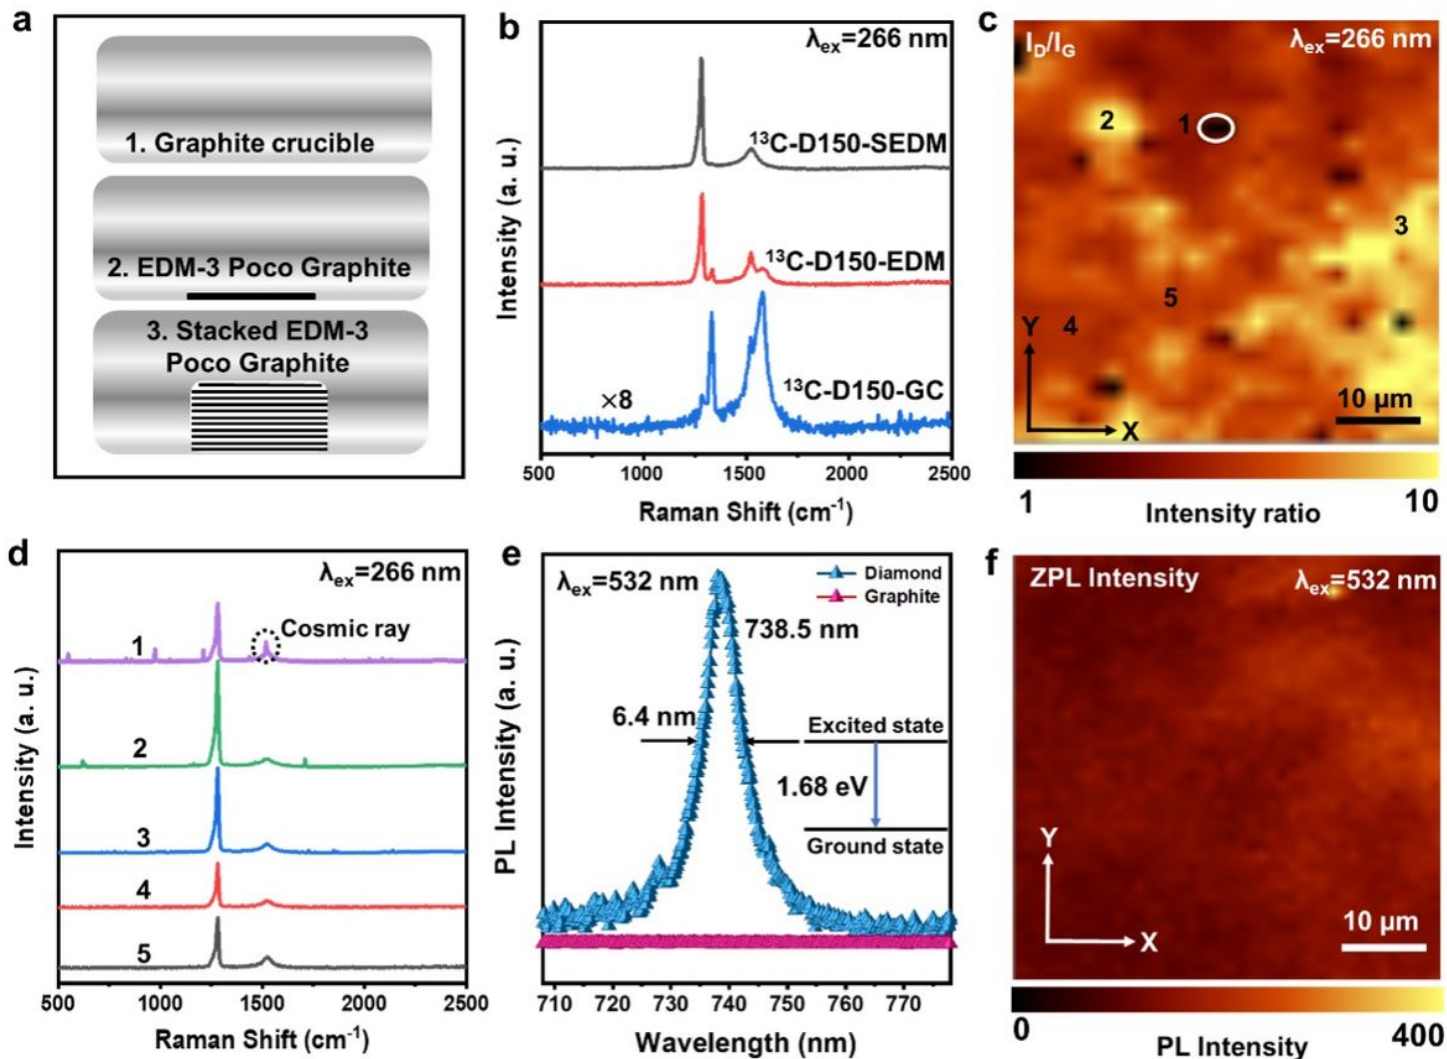 a
1. Graphite crucible
2. EDM-3 Poco Graphite
3. Stacked EDM-3
Poco Graphite
b
λex=266 nm
13C-D150-SEDM
13C-D150-EDM
×8
13C-D150-GC
Intensity (a. u.)
500 1000 1500 2000 2500
Raman Shift (cm-1)
c
ID/IG
λex=266 nm
2
1
3
5
4
Y
X
10 μm
1
10
Intensity ratio
d
λex=266 nm
Cosmic ray
1
2
3
4
5
Intensity (a. u.)
500 1000 1500 2000 2500
Raman Shift (cm-1)
e
λex=532 nm
Diamond
Graphite
738.5 nm
6.4 nm
Excited state
1.68 eV
Ground state
PL Intensity (a. u.)
710 720 730 740 750 760 770
Wavelength (nm)
f
ZPL Intensity
λex=532 nm
Y
X
10 μm
0
400
PL Intensity